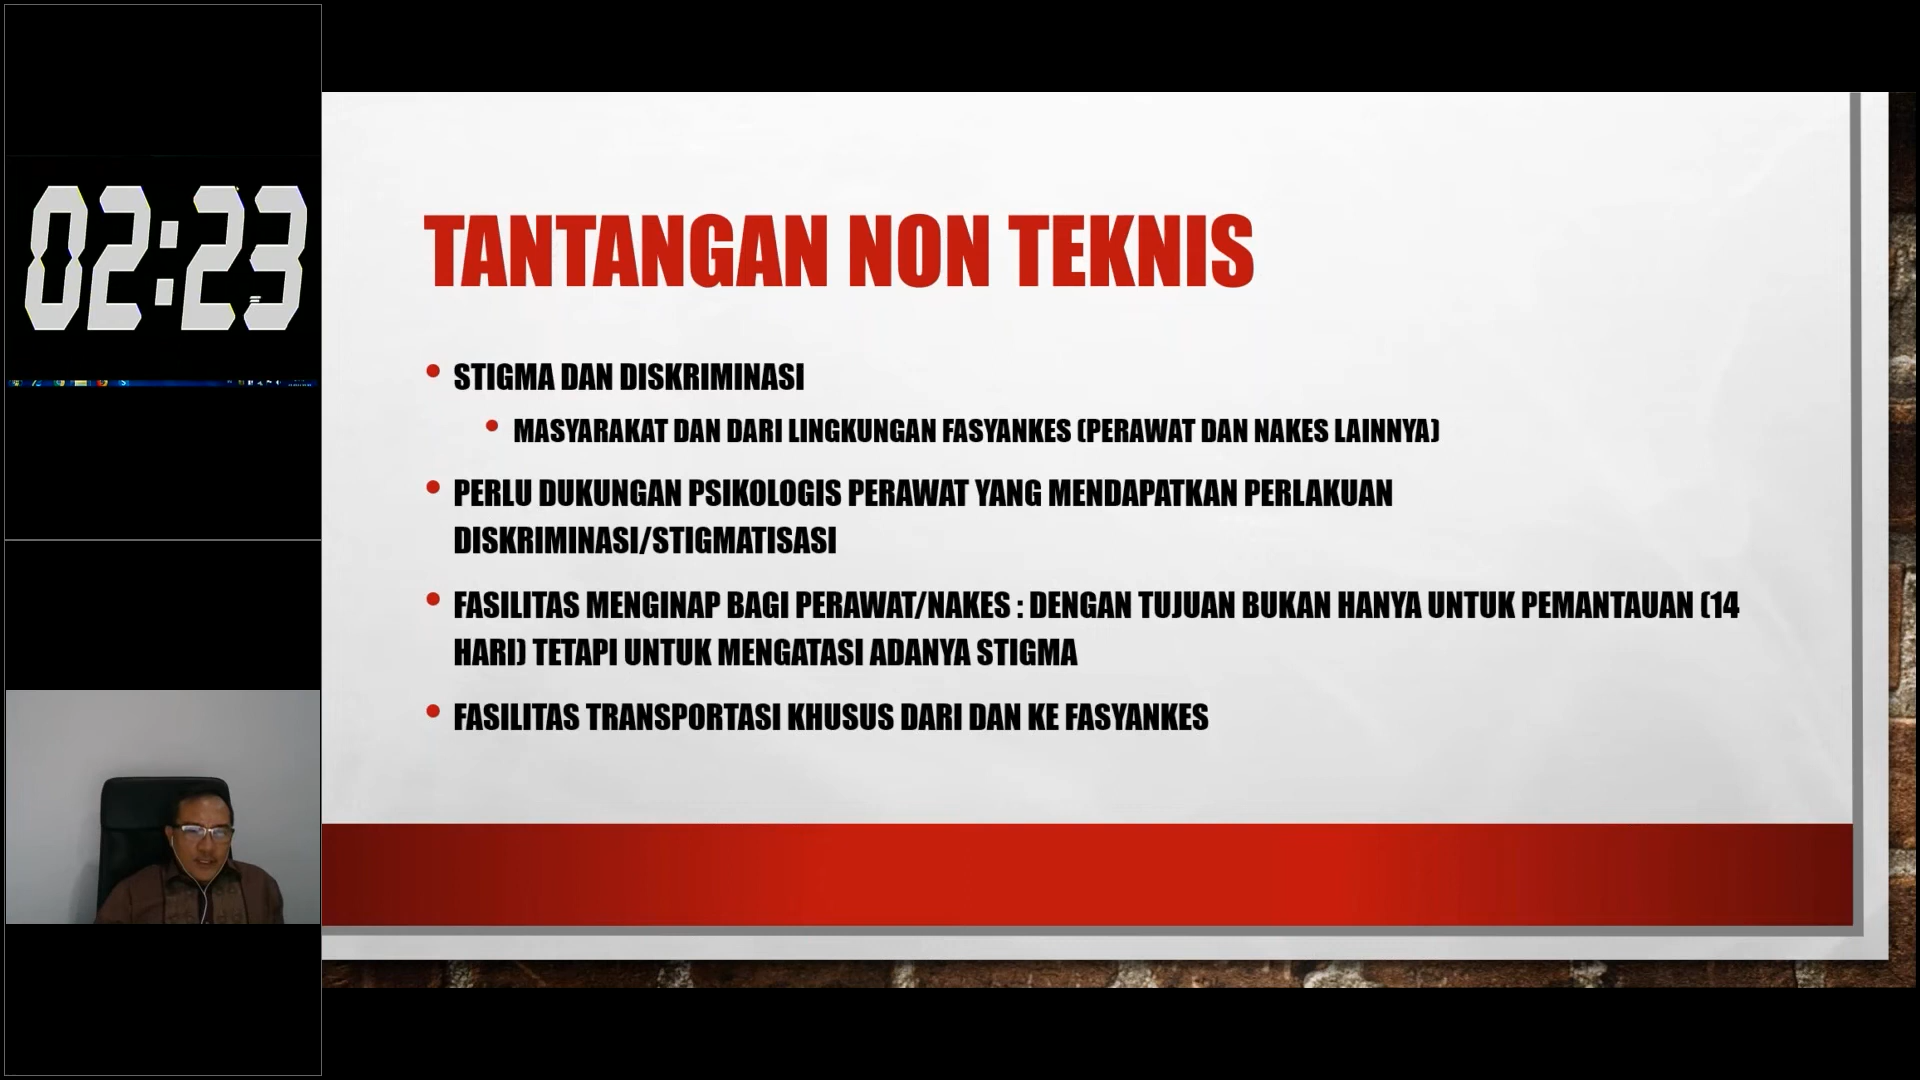 02:23
TANTANGAN NON TEKNIS
• STIGMA DAN DISKRIMINASI
• MASYARAKAT DAN DARI LINGKUNGAN FASYANKES (PERAWAT DAN NAKES LAINNYA)
• PERLU DUKUNGAN PSIKOLOGIS PERAWAT YANG MENDAPATKAN PERLAKUAN
DISKRIMINASI/STIGMATISASI
• FASILITAS MENGINAP BAGI PERAWAT/NAKES : DENGAN TUJUAN BUKAN HANYA UNTUK PEMANTAUAN (14
HARI) TETAPI UNTUK MENGATASI ADANYA STIGMA
• FASILITAS TRANSPORTASI KHUSUS DARI DAN KE FASYANKES